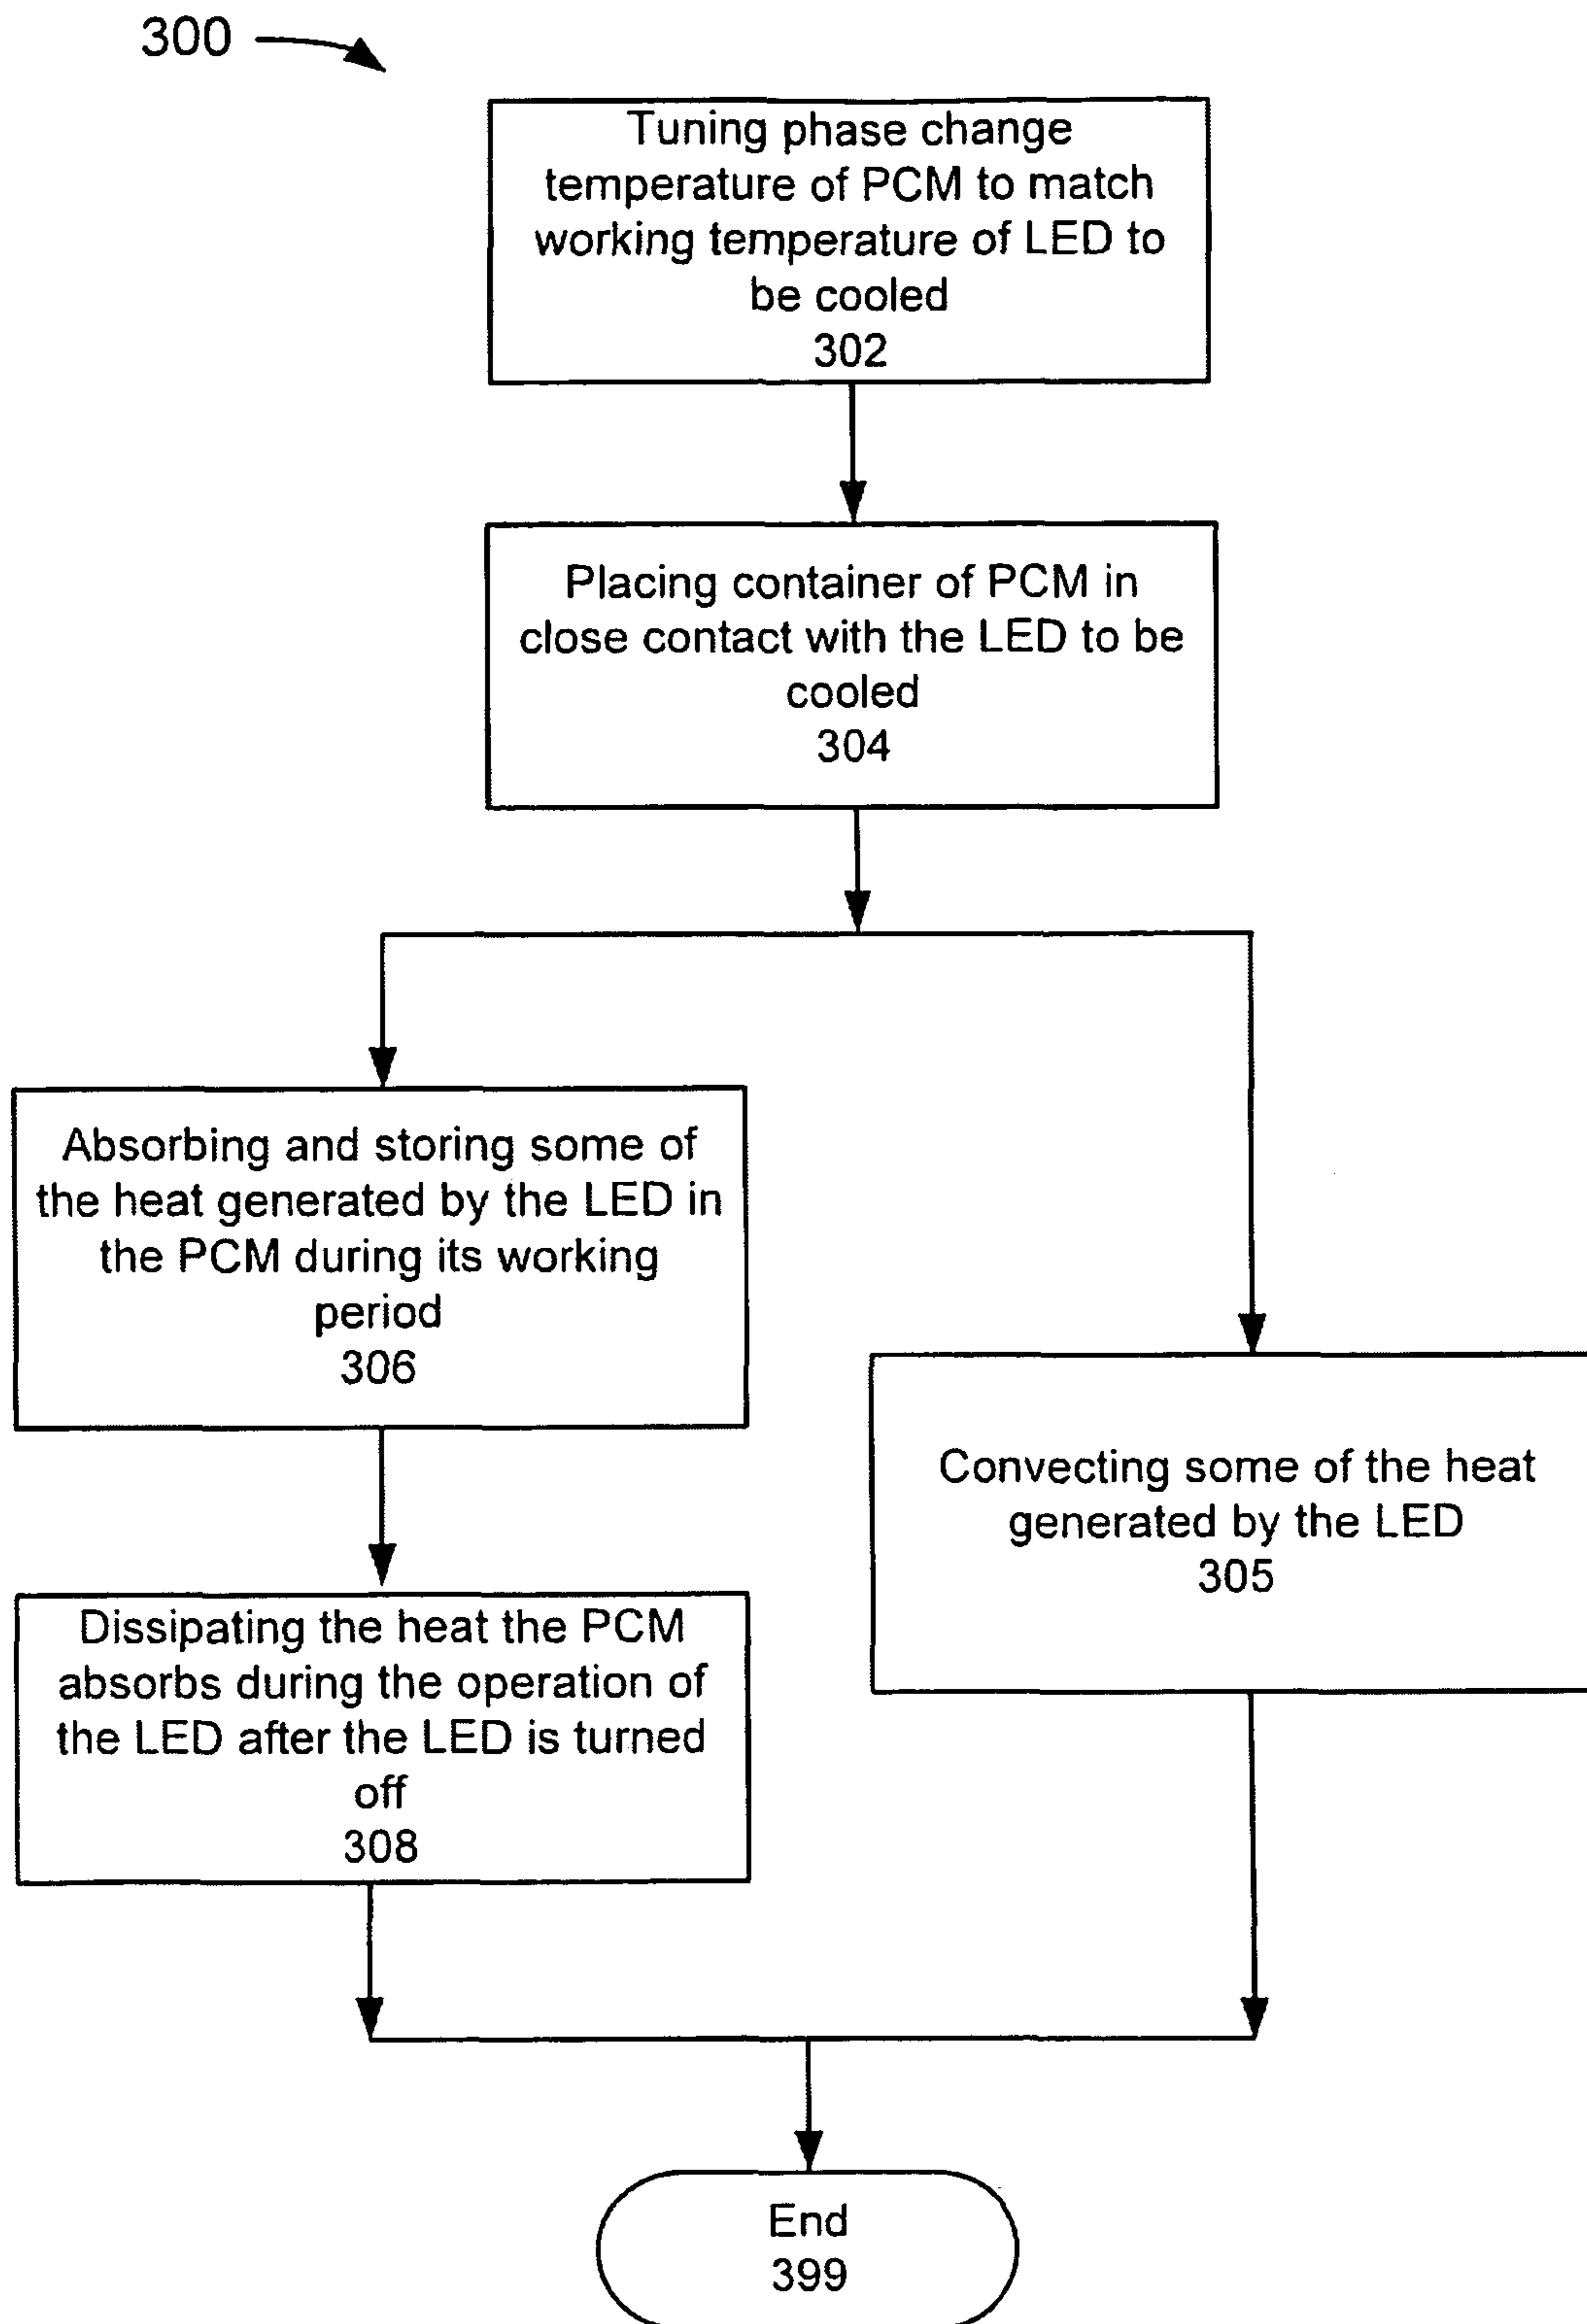 300
Tuning phase change
temperature of PCM to match
working temperature of LED to
be cooled
302
Placing container of PCM in
close contact with the LED to be
cooled
304
Absorbing and storing some of
the heat generated by the LED in
the PCM during its working
period
306
Convecting some of the heat
generated by the LED
305
Dissipating the heat the PCM
absorbs during the operation of
the LED after the LED is turned
off
308
End
399